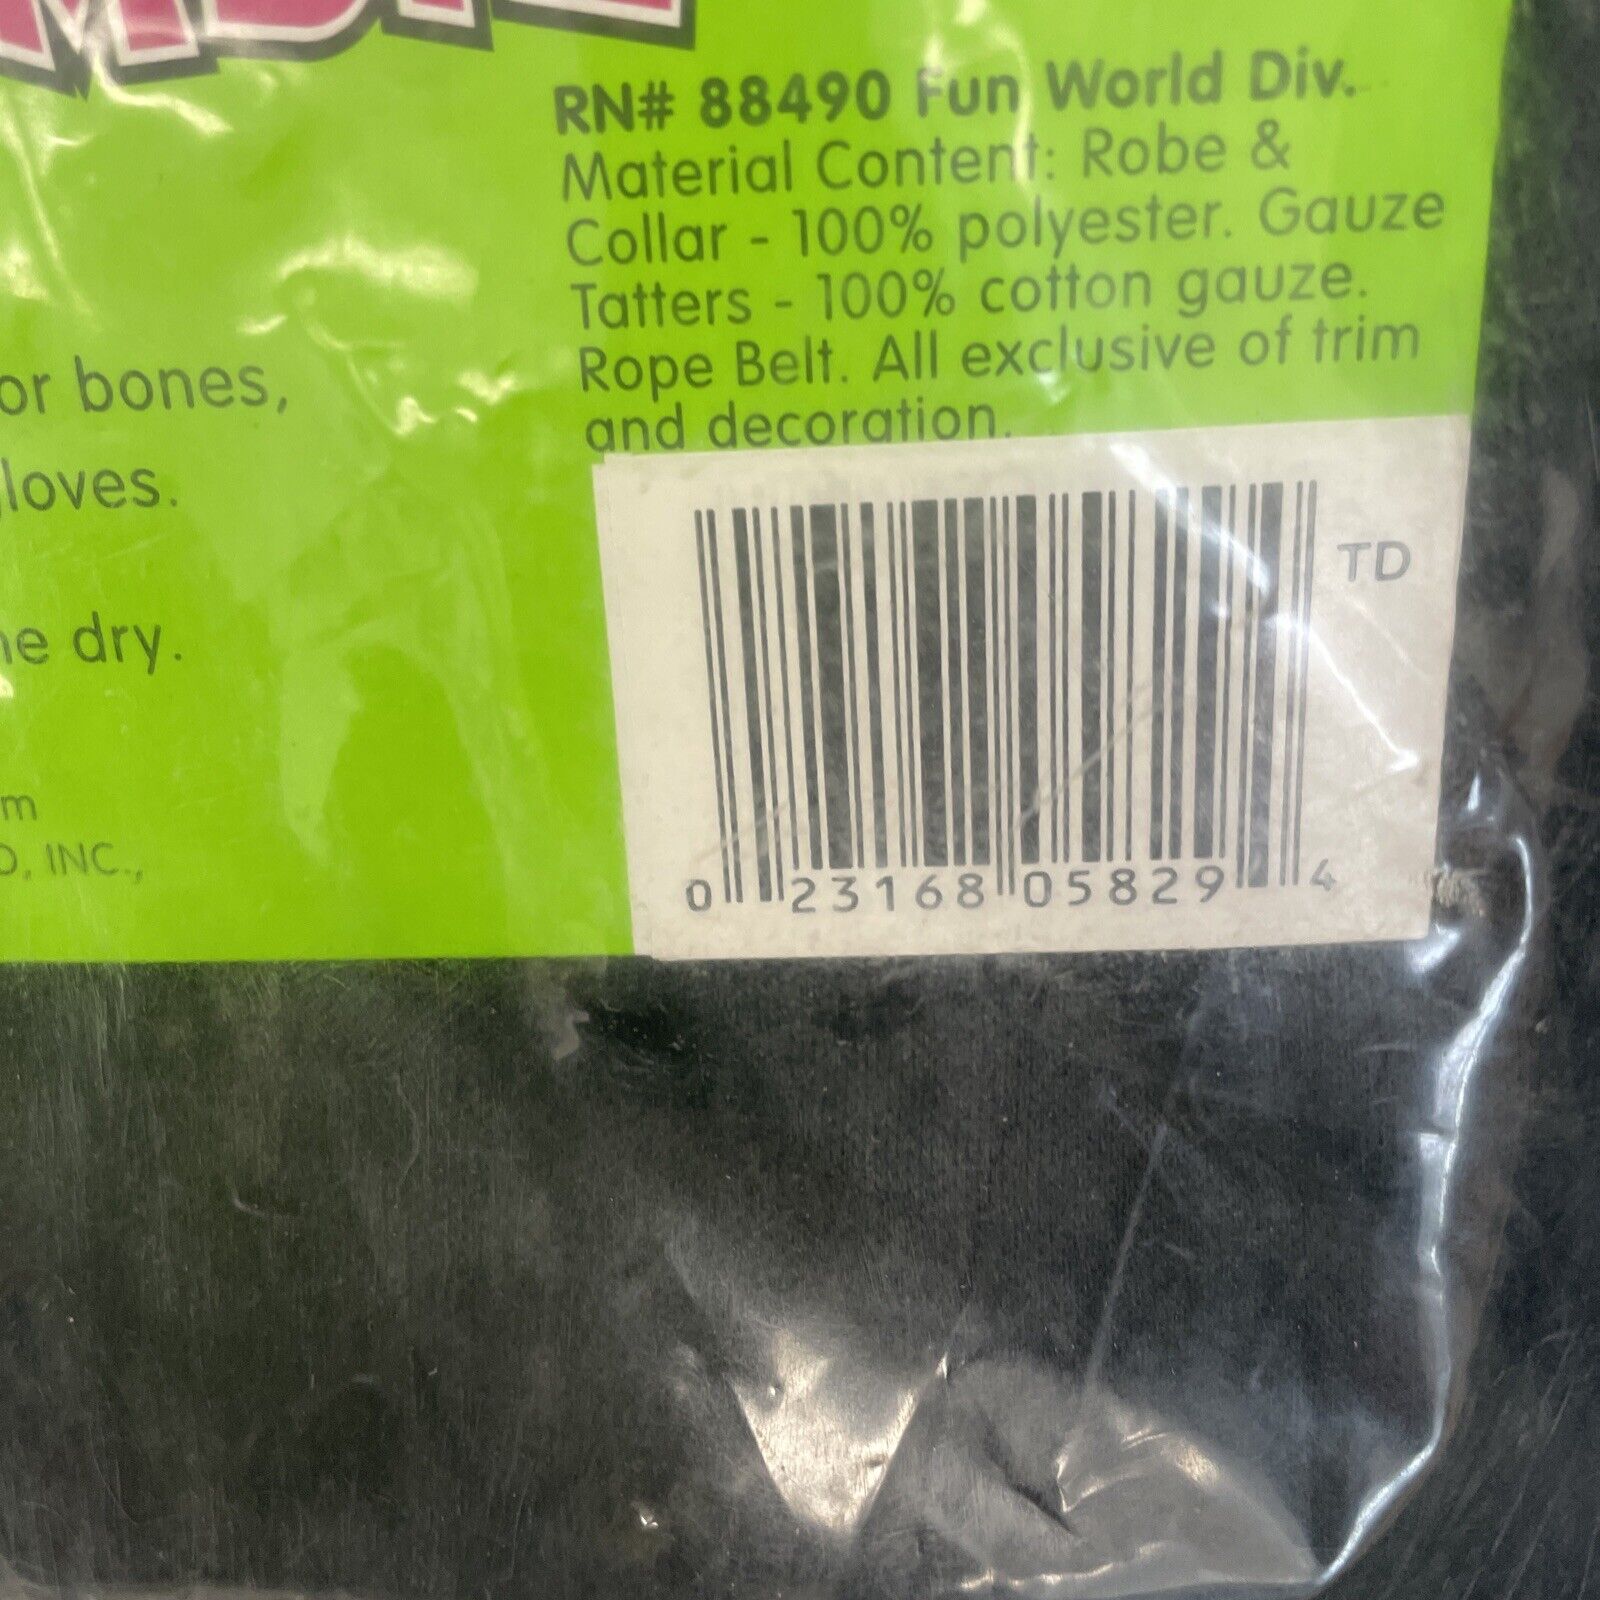 RN# 88490 Fun World Div.
Material Content: Robe &
Collar - 100% polyester. Gauze
Tatters - 100% cotton gauze.
Rope Belt. All exclusive of trim
and decoration.
or bones,
loves.
he dry.
m
D, INC.,
TD
0 23168 05829 4